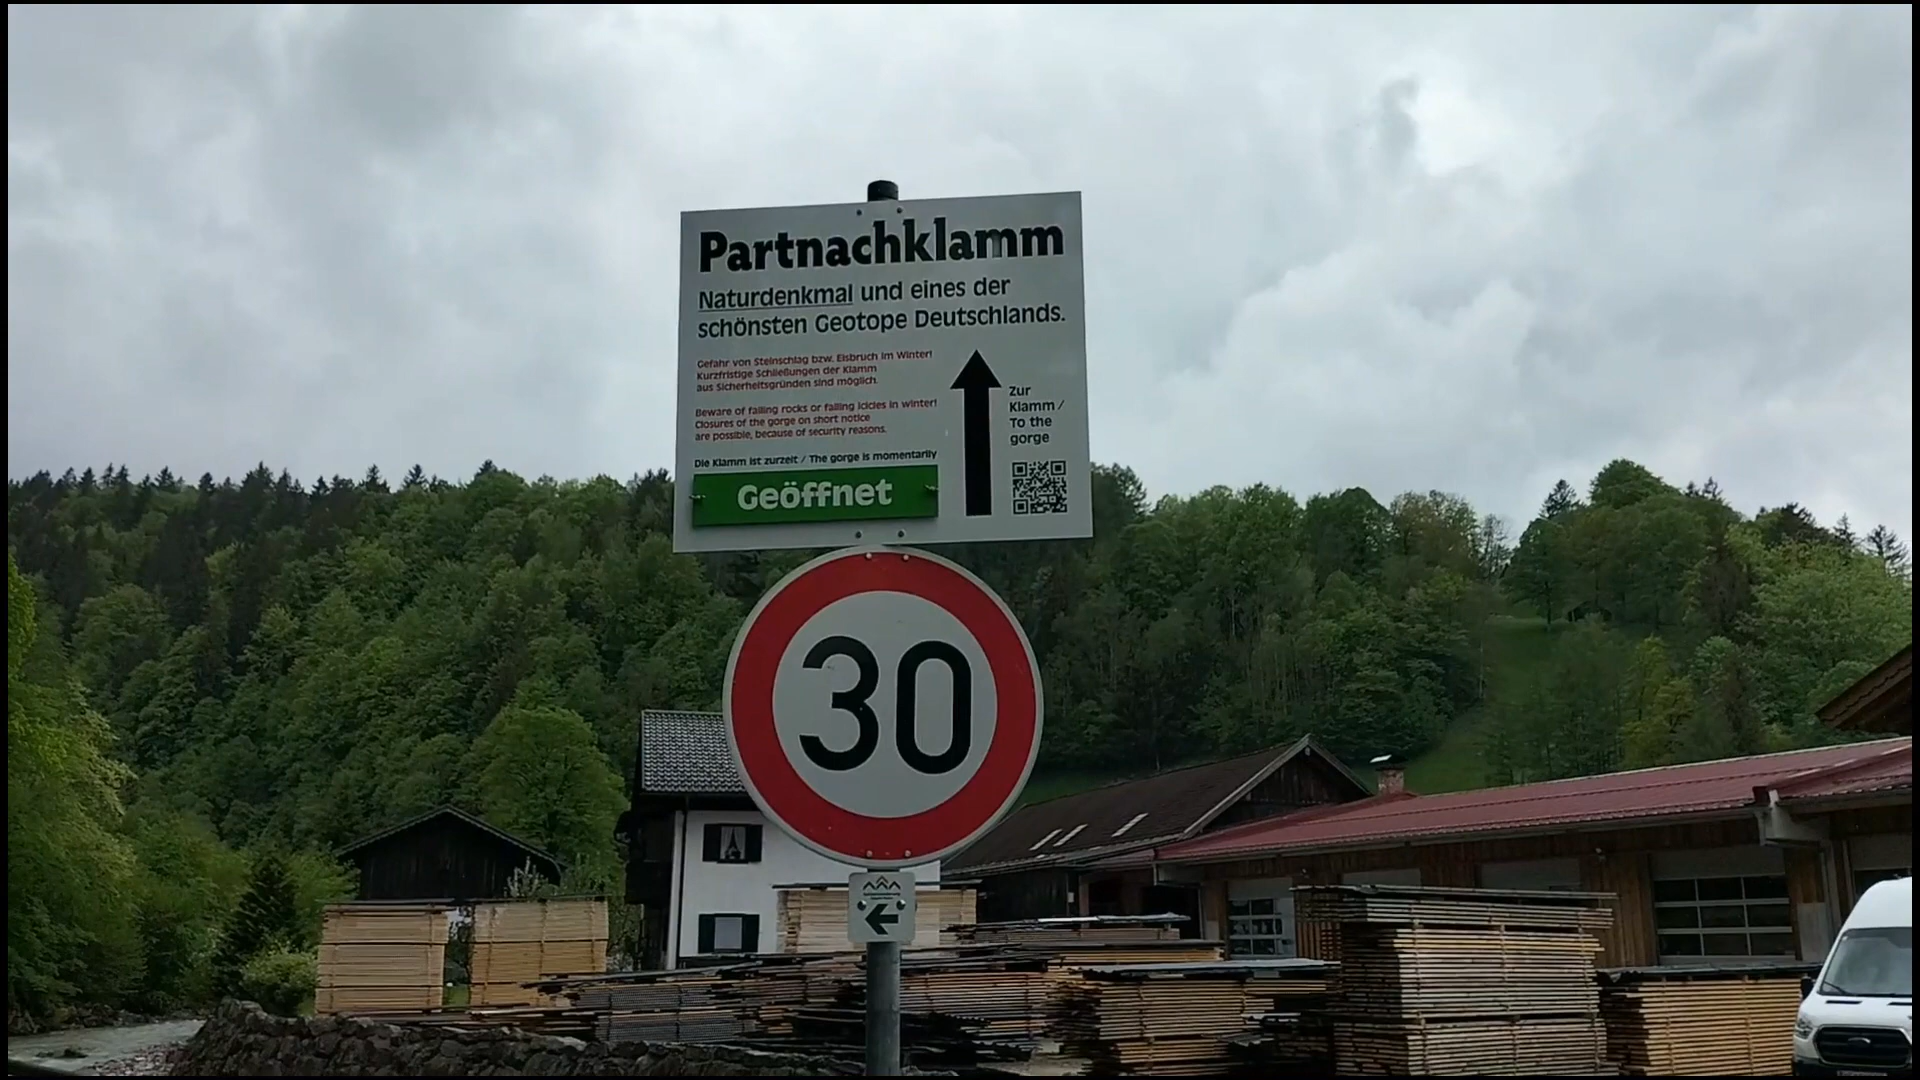 Partnachklamm
Naturdenkmal und eines der
schönsten Geotope Deutschlands.
Gefahr von Steinschlag bzw. Eisbruch im Winter!
Kurzfristige Schließungen der Klamm
aus Sicherheitsgründen sind möglich.
Beware of falling rocks or falling icicles in winter!
Closures of the gorge on short notice
are possible, because of security reasons.
Die Klamm ist zurzeit / The gorge is momentarily
Geöffnet
Zur
Klamm /
To the
gorge
30